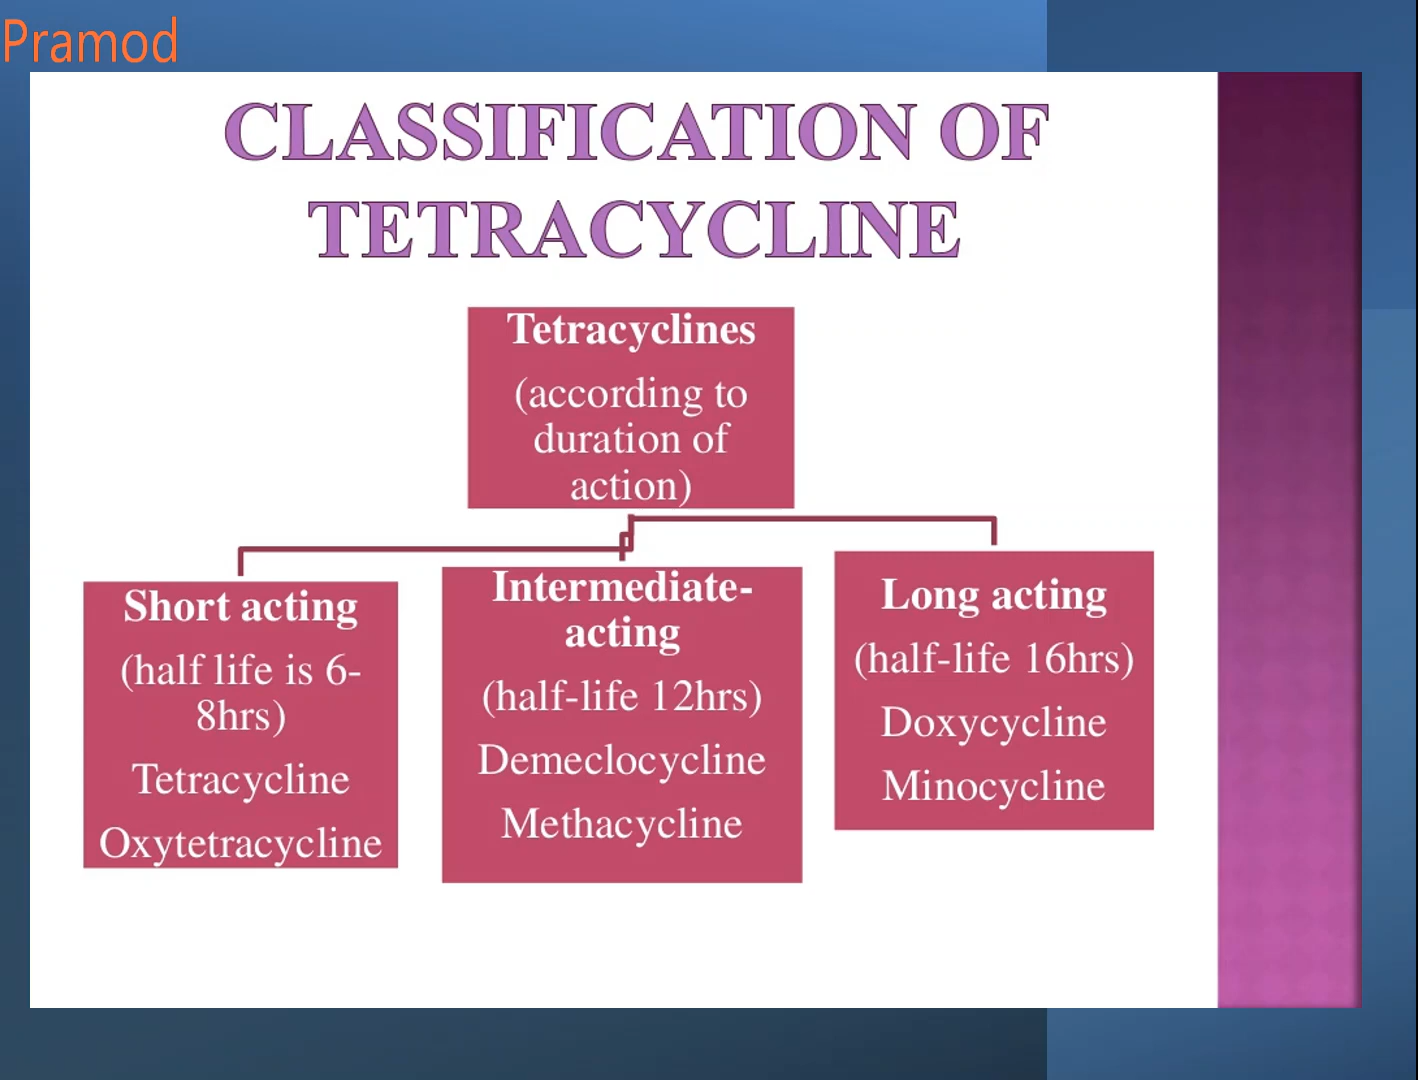 Pramod
CLASSIFICATION OF
TETRACYCLINE
Tetracyclines
(according to
duration of
action)
Short acting
(half life is 6-
8hrs)
Tetracycline
Oxytetracycline
Intermediate-
acting
(half-life 12hrs)
Demeclocycline
Methacycline
Long acting
(half-life 16hrs)
Doxycycline
Minocycline